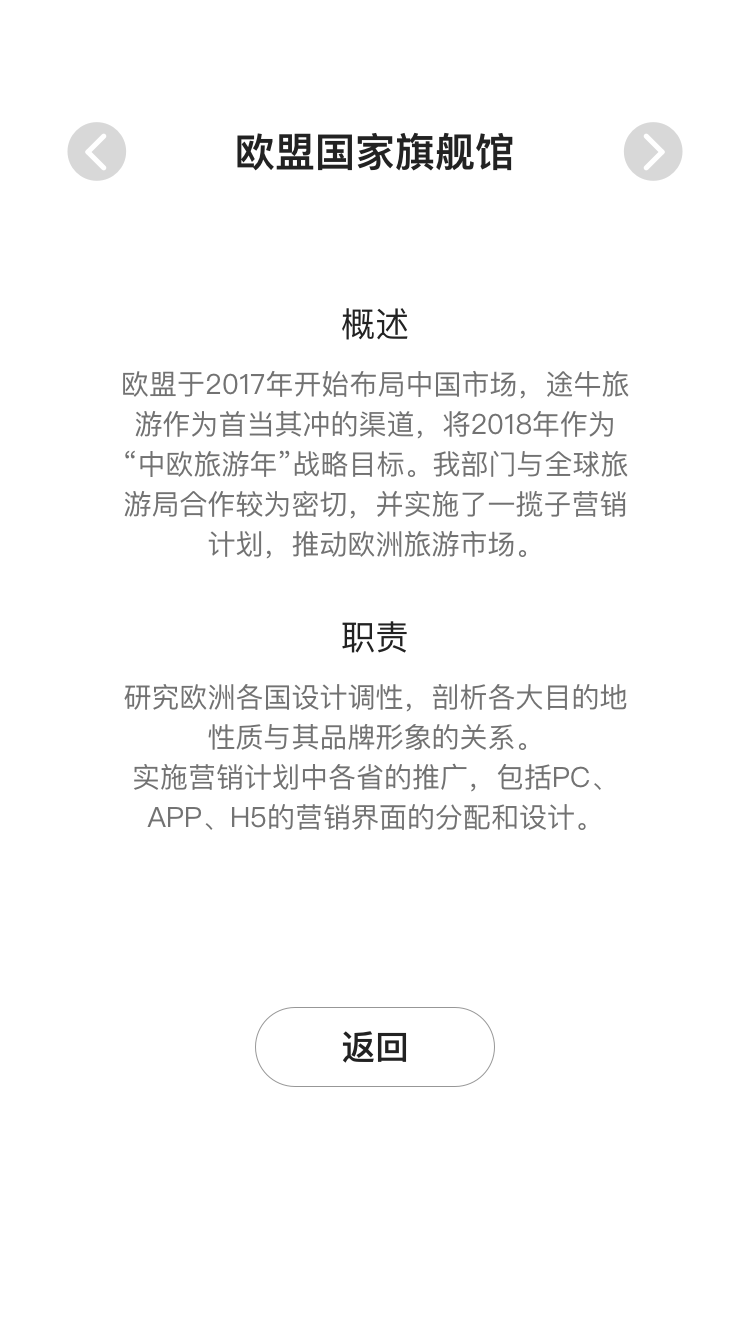 欧盟国家旗舰馆
概述
欧盟于2017年开始布局中国市场，途牛旅
游作为首当其冲的渠道，将2018年作为
“中欧旅游年”战略目标。我部门与全球旅
游局合作较为密切，并实施了一揽子营销
计划，推动欧洲旅游市场。
职责
研究欧洲各国设计调性，剖析各大目的地
性质与其品牌形象的关系。
实施营销计划中各省的推广，包括PC、
APP、H5的营销界面的分配和设计。
返回